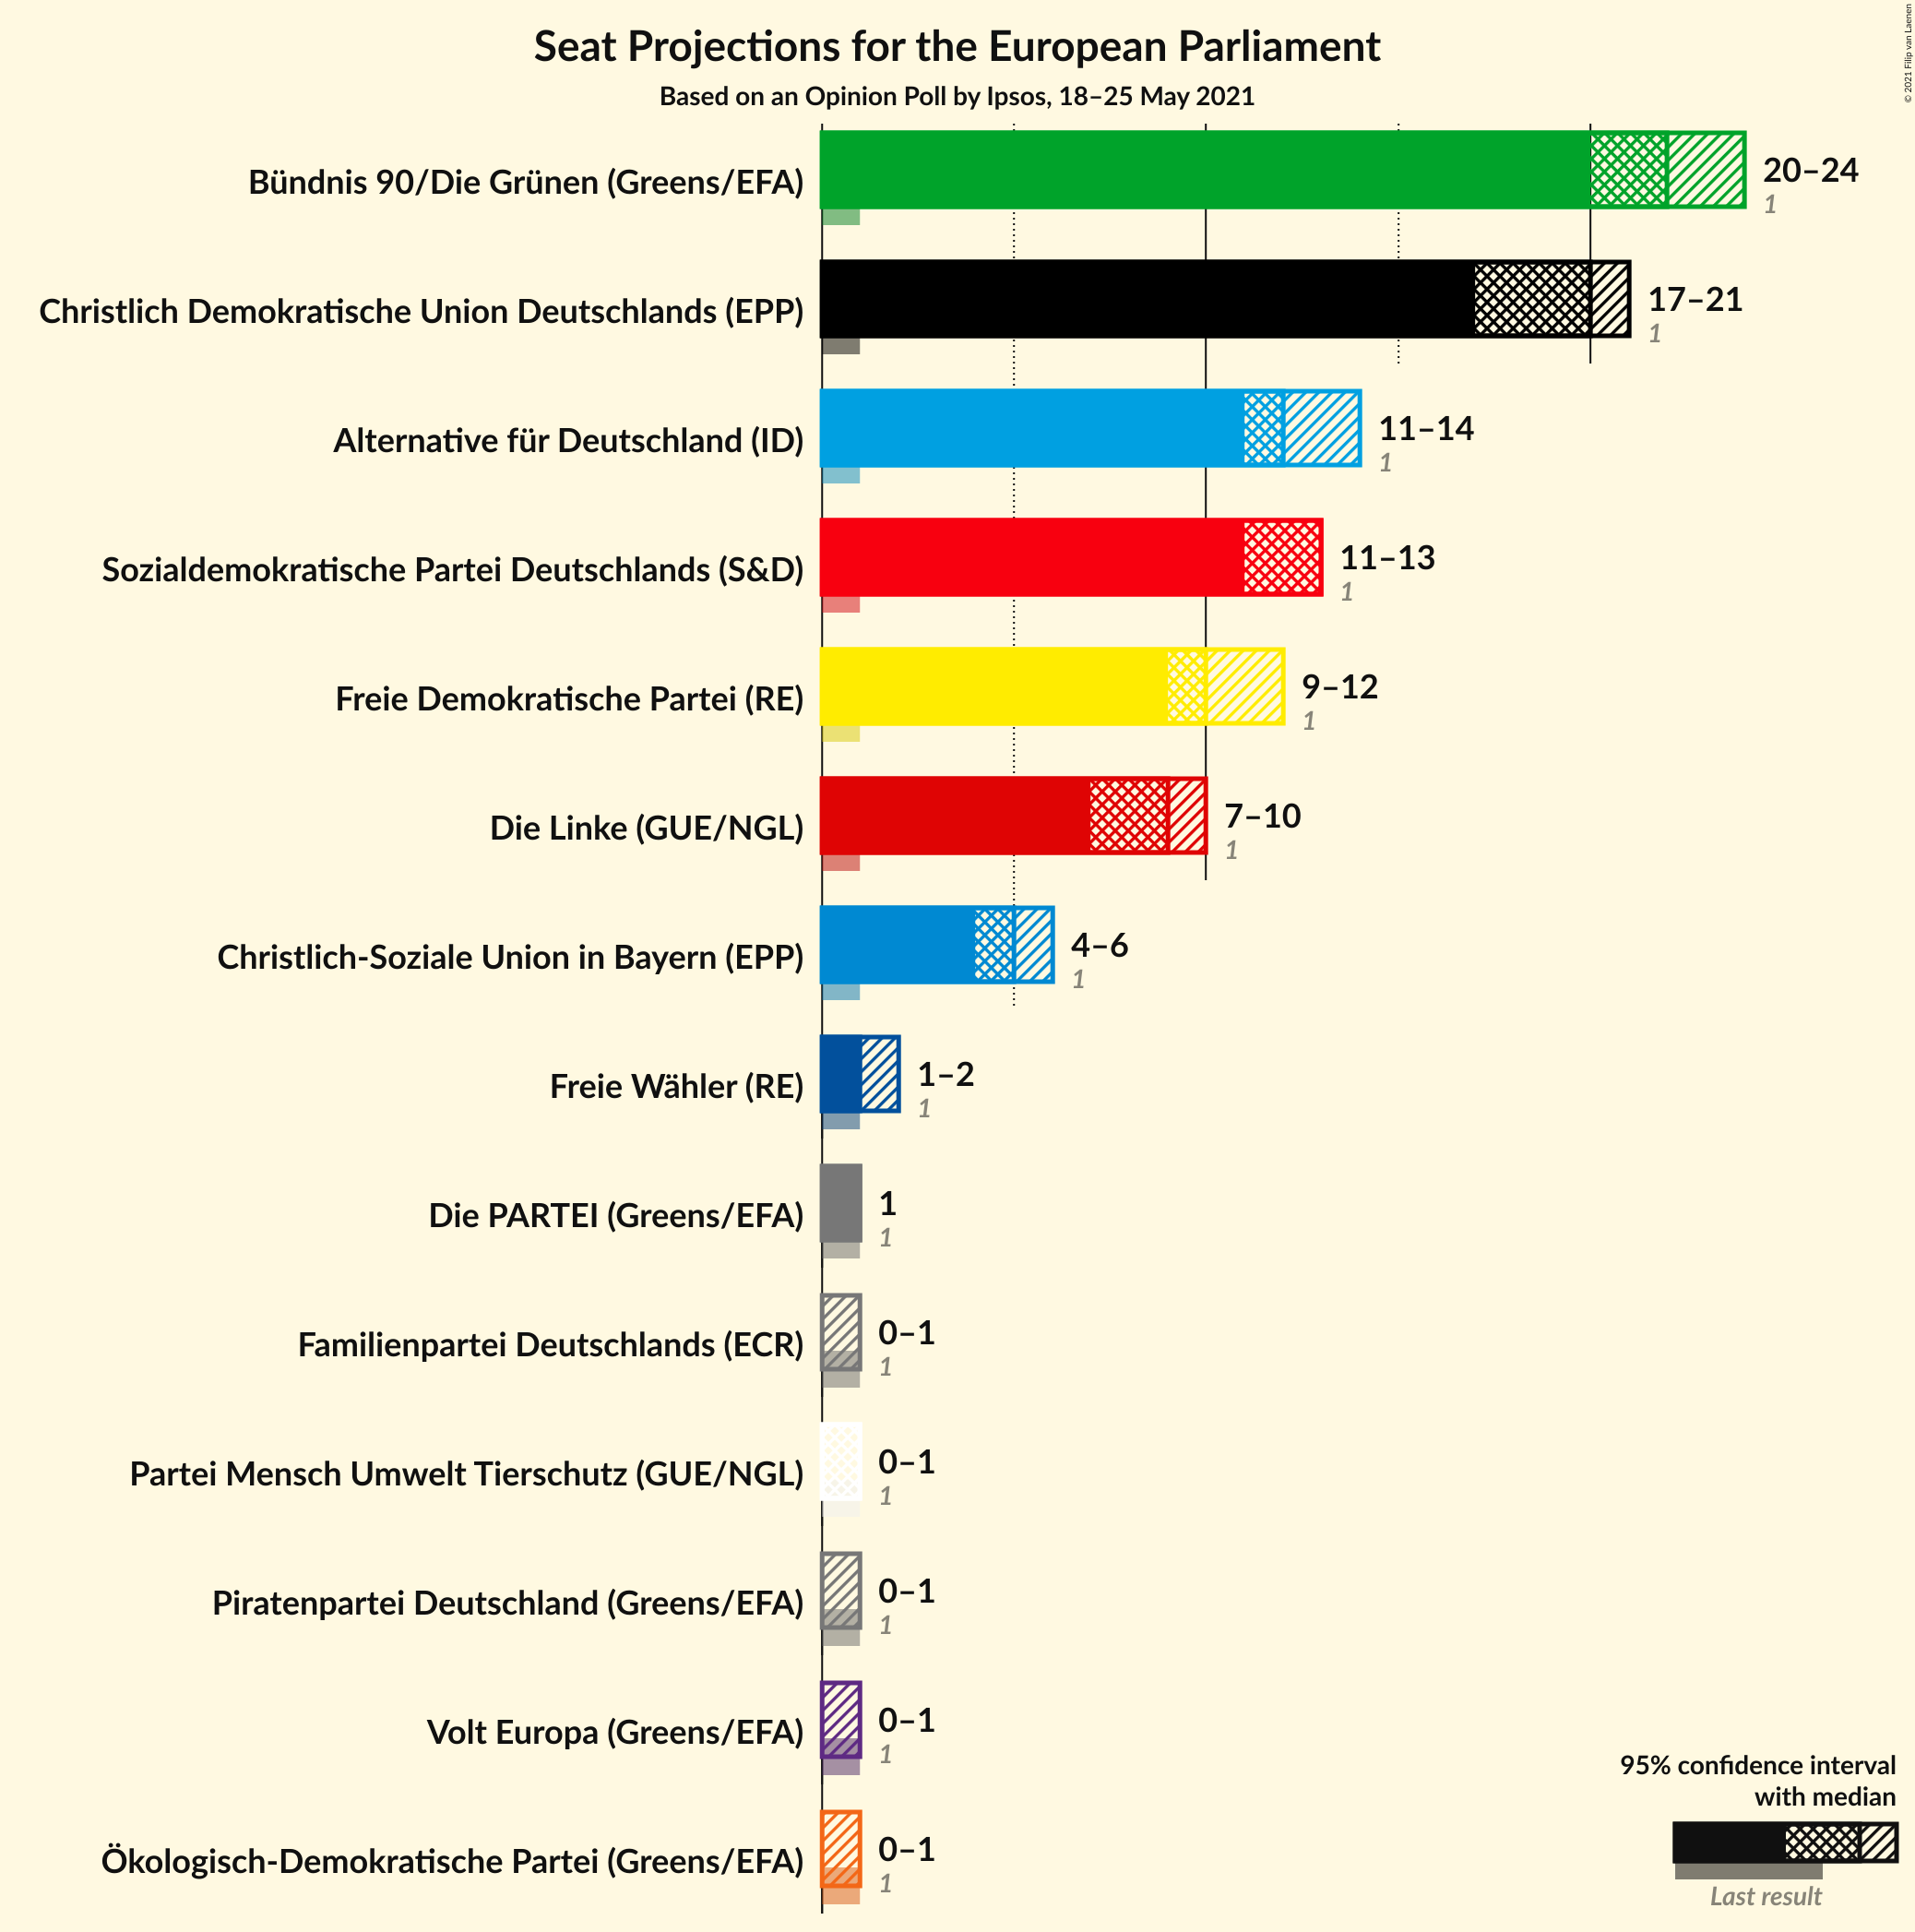 Seat Projections for the European Parliament
Based on an Opinion Poll by Ipsos, 18–25 May 2021
© 2021 Filip van Laenen
Bündnis 90/Die Grünen (Greens/EFA)
20–24
1
Christlich Demokratische Union Deutschlands (EPP)
17–21
1
Alternative für Deutschland (ID)
11–14
1
Sozialdemokratische Partei Deutschlands (S&D)
11–13
1
Freie Demokratische Partei (RE)
9–12
1
Die Linke (GUE/NGL)
7–10
1
Christlich-Soziale Union in Bayern (EPP)
4–6
1
Freie Wähler (RE)
1–2
1
Die PARTEI (Greens/EFA)
1
1
Familienpartei Deutschlands (ECR)
0–1
1
Partei Mensch Umwelt Tierschutz (GUE/NGL)
0–1
1
Piratenpartei Deutschland (Greens/EFA)
0–1
1
Volt Europa (Greens/EFA)
0–1
1
Ökologisch-Demokratische Partei (Greens/EFA)
0–1
1
95% confidence interval
with median
Last result